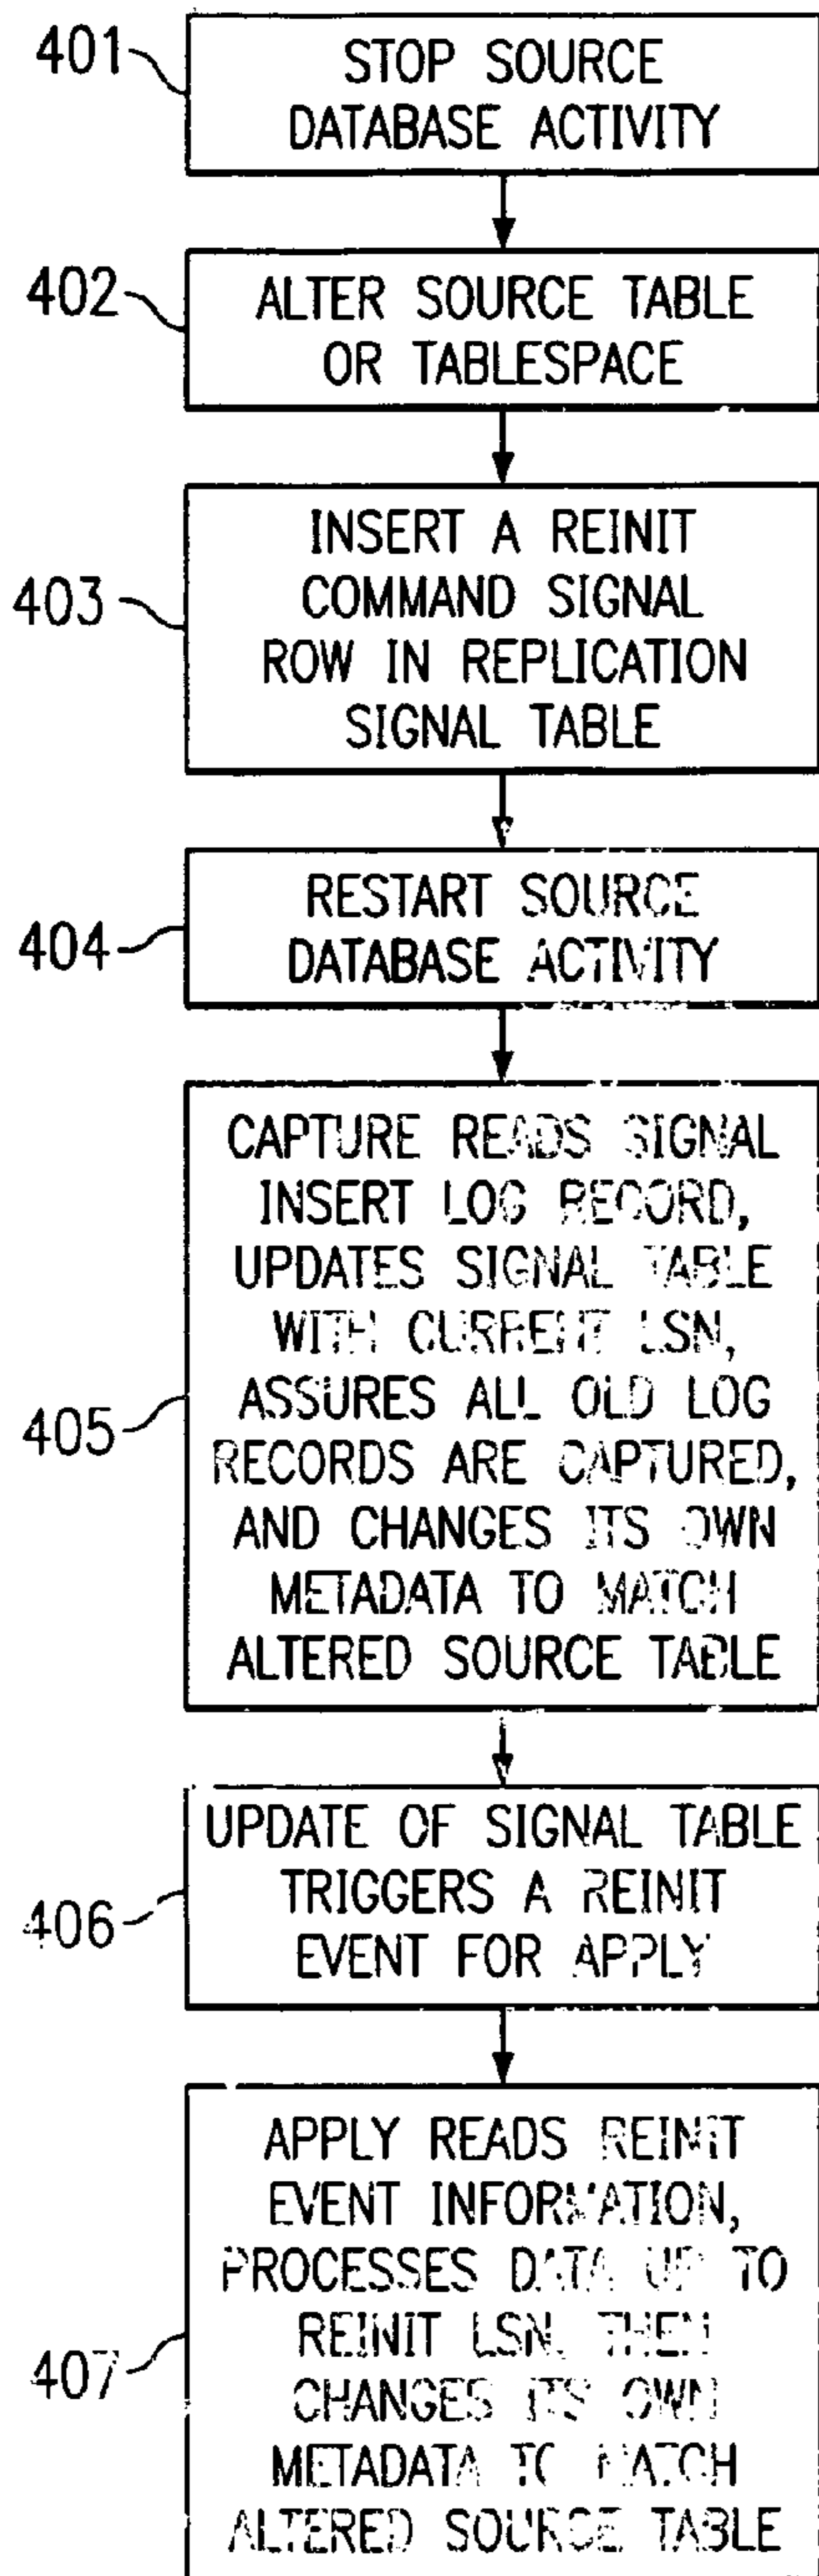 401
STOP SOURCE
DATABASE ACTIVITY
402
ALTER SOURCE TABLE
OR TABLESPACE
403
INSERT A REINIT
COMMAND SIGNAL
ROW IN REPLICATION
SIGNAL TABLE
404
RESTART SOURCE
DATABASE ACTIVITY
405
CAPTURE READS SIGNAL
INSERT LOG RECORD,
UPDATES SIGNAL TABLE
WITH CURRENT LSN,
ASSURES ALL OLD LOG
RECORDS ARE CAPTURED,
AND CHANGES ITS OWN
METADATA TO MATCH
ALTERED SOURCE TABLE
406
UPDATE OF SIGNAL TABLE
TRIGGERS A REINIT
EVENT FOR APPLY
407
APPLY READS REINIT
EVENT INFORMATION,
PROCESSES DATA UP TO
REINIT LSN, THEN
CHANGES ITS OWN
METADATA TO MATCH
ALTERED SOURCE TABLE